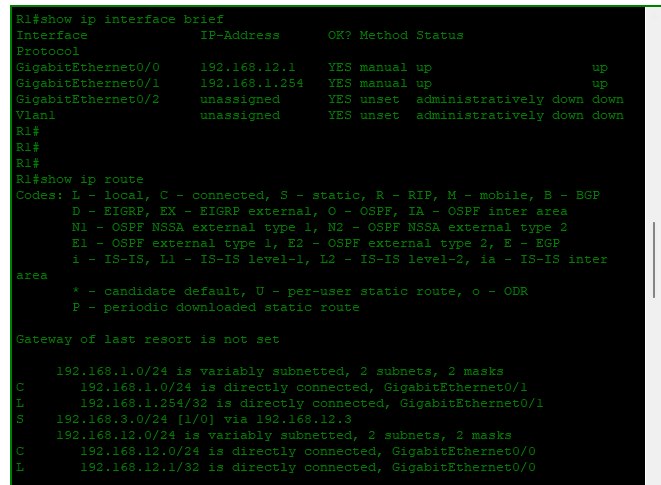 R1#show ip interface brief
Interface IP-Address OK? Method Status
Protocol
GigabitEthernet0/0 192.168.12.1 YES manual up up
GigabitEthernet0/1 192.168.1.254 YES manual up up
GigabitEthernet0/2 unassigned YES unset administratively down down
Vlan1 unassigned YES unset administratively down down
R1#
R1#
R1#
R1#show ip route
Codes: L - local, C - connected, S - static, R - RIP, M - mobile, B - BGP
D - EIGRP, EX - EIGRP external, O - OSPF, IA - OSPF inter area
N1 - OSPF NSSA external type 1, N2 - OSPF NSSA external type 2
E1 - OSPF external type 1, E2 - OSPF external type 2, E - EGP
i - IS-IS, L1 - IS-IS level-1, L2 - IS-IS level-2, ia - IS-IS inter
area
* - candidate default, U - per-user static route, o - ODR
P - periodic downloaded static route
Gateway of last resort is not set
192.168.1.0/24 is variably subnetted, 2 subnets, 2 masks
C 192.168.1.0/24 is directly connected, GigabitEthernet0/1
L 192.168.1.254/32 is directly connected, GigabitEthernet0/1
S 192.168.3.0/24 [1/0] via 192.168.12.3
192.168.12.0/24 is variably subnetted, 2 subnets, 2 masks
C 192.168.12.0/24 is directly connected, GigabitEthernet0/0
L 192.168.12.1/32 is directly connected, GigabitEthernet0/0